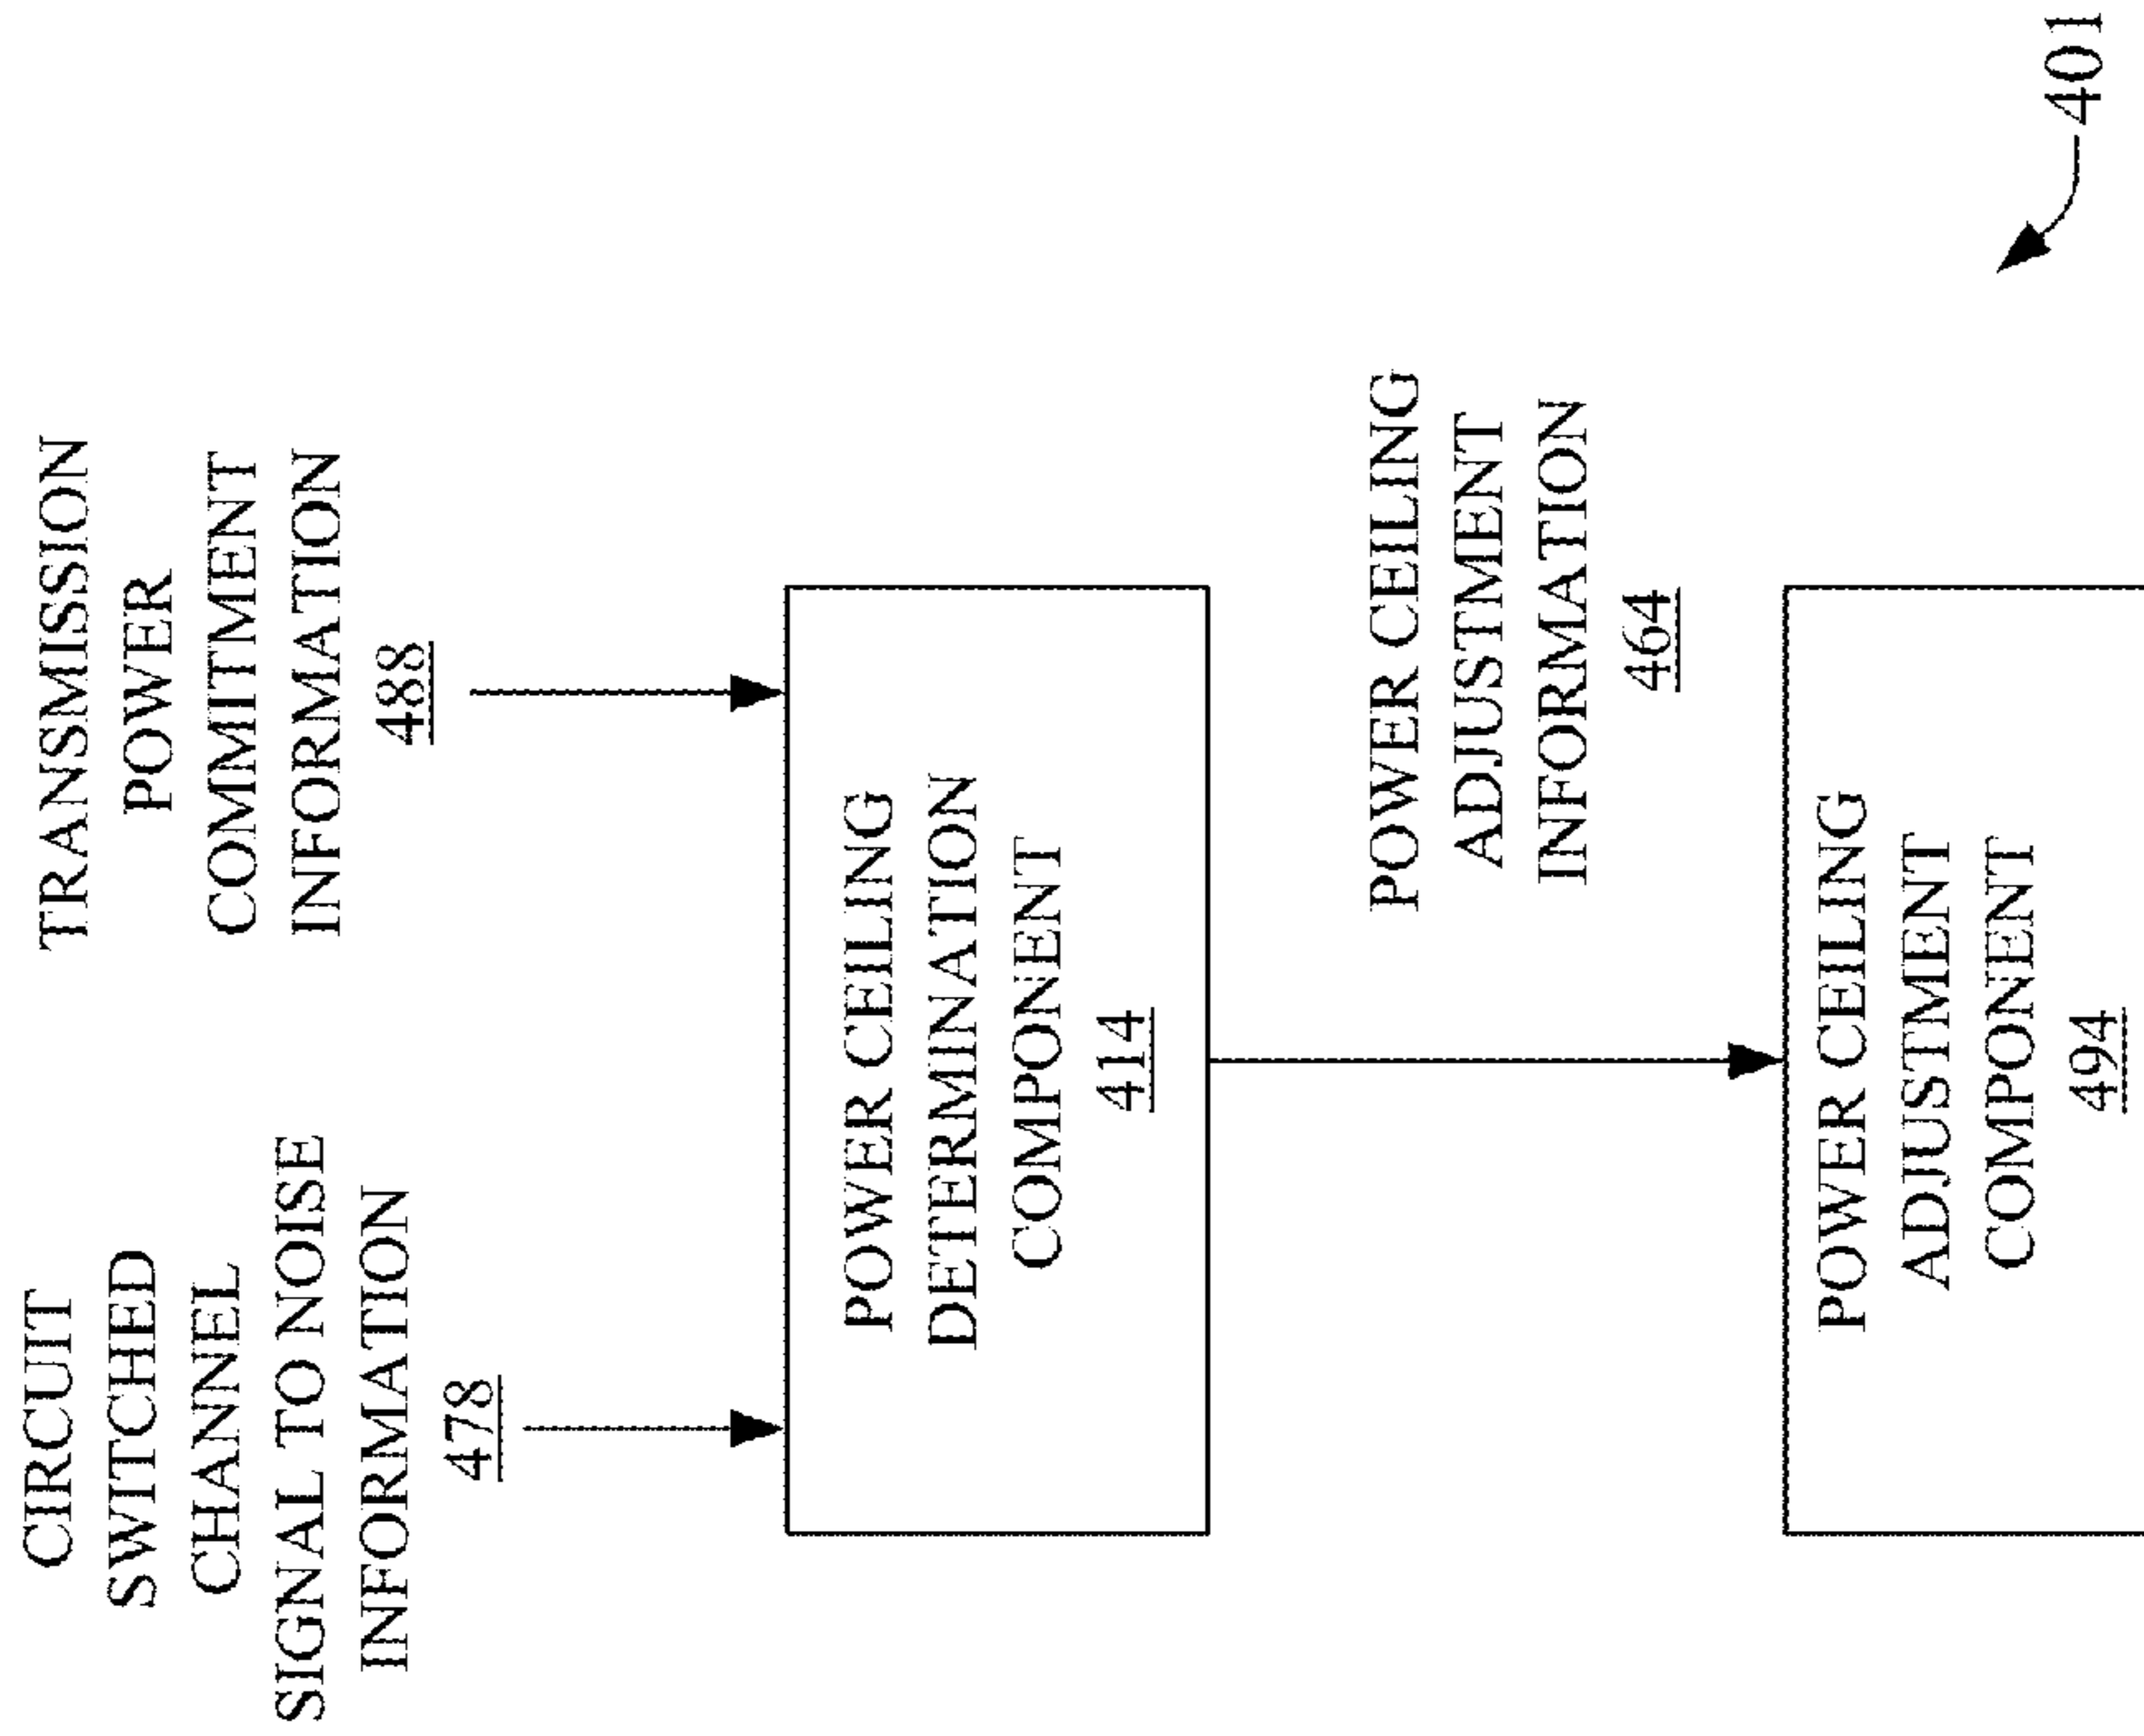 CIRCUIT
SWITCHED
CHANNEL
SIGNAL TO NOISE
INFORMATION
478
TRANSMISSION
POWER
COMMITMENT
INFORMATION
488
POWER CEILING
DETERMINATION
COMPONENT
414
POWER CEILING
ADJUSTMENT
INFORMATION
464
POWER CEILING
ADJUSTMENT
COMPONENT
494
401